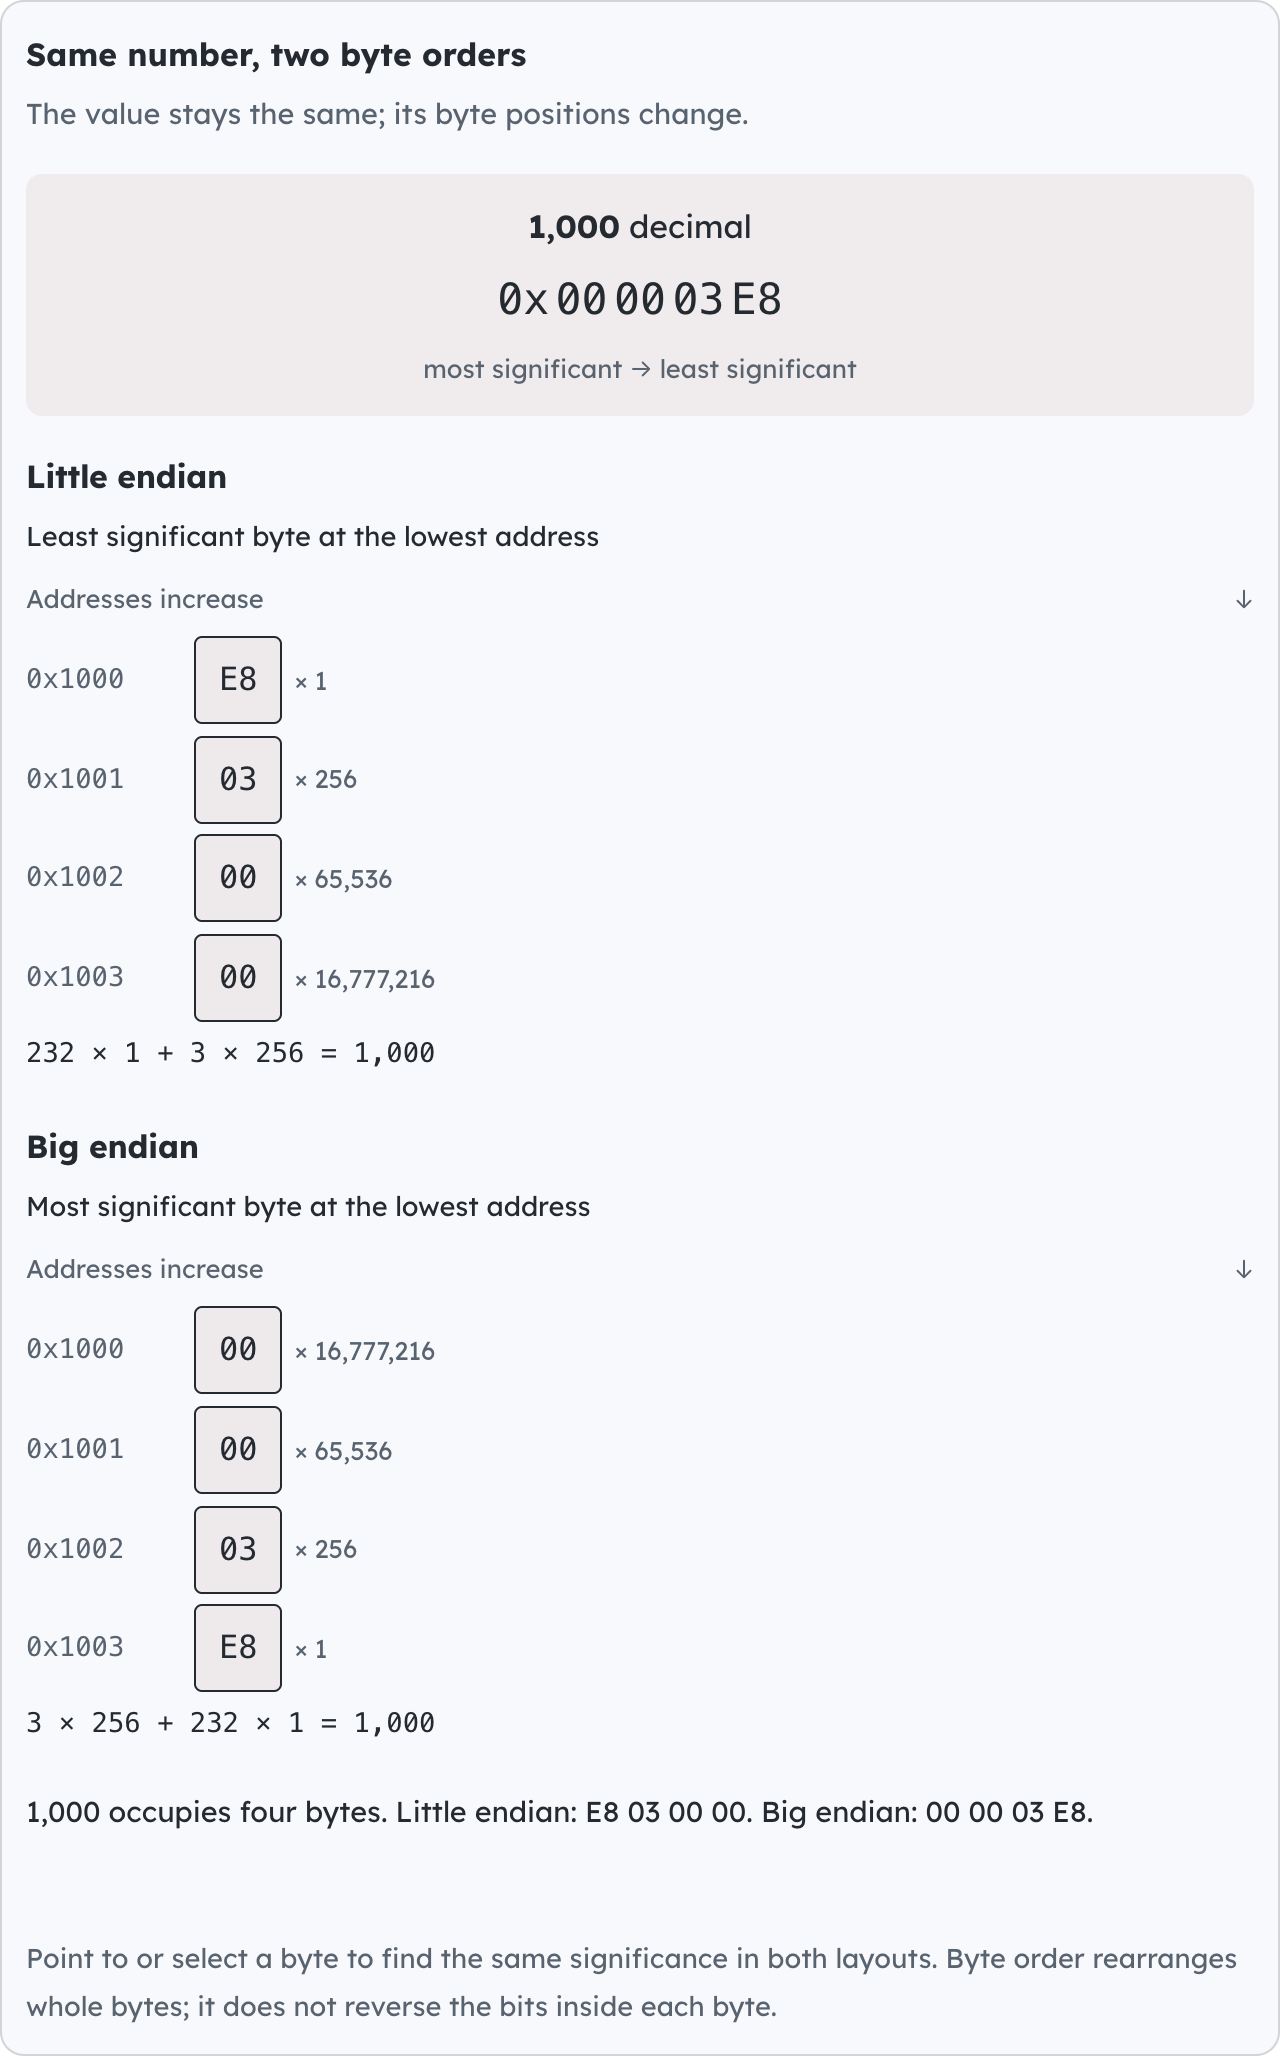 Same number, two byte orders
The value stays the same; its byte positions change.
1,000 decimal
0x 00 00 03 E8
most significant → least significant
Little endian
Least significant byte at the lowest address
Addresses increase ↓
0x1000 E8 × 1
0x1001 03 × 256
0x1002 00 × 65,536
0x1003 00 × 16,777,216
232 × 1 + 3 × 256 = 1,000
Big endian
Most significant byte at the lowest address
Addresses increase ↓
0x1000 00 × 16,777,216
0x1001 00 × 65,536
0x1002 03 × 256
0x1003 E8 × 1
3 × 256 + 232 × 1 = 1,000
1,000 occupies four bytes. Little endian: E8 03 00 00. Big endian: 00 00 03 E8.
Point to or select a byte to find the same significance in both layouts. Byte order rearranges
whole bytes; it does not reverse the bits inside each byte.